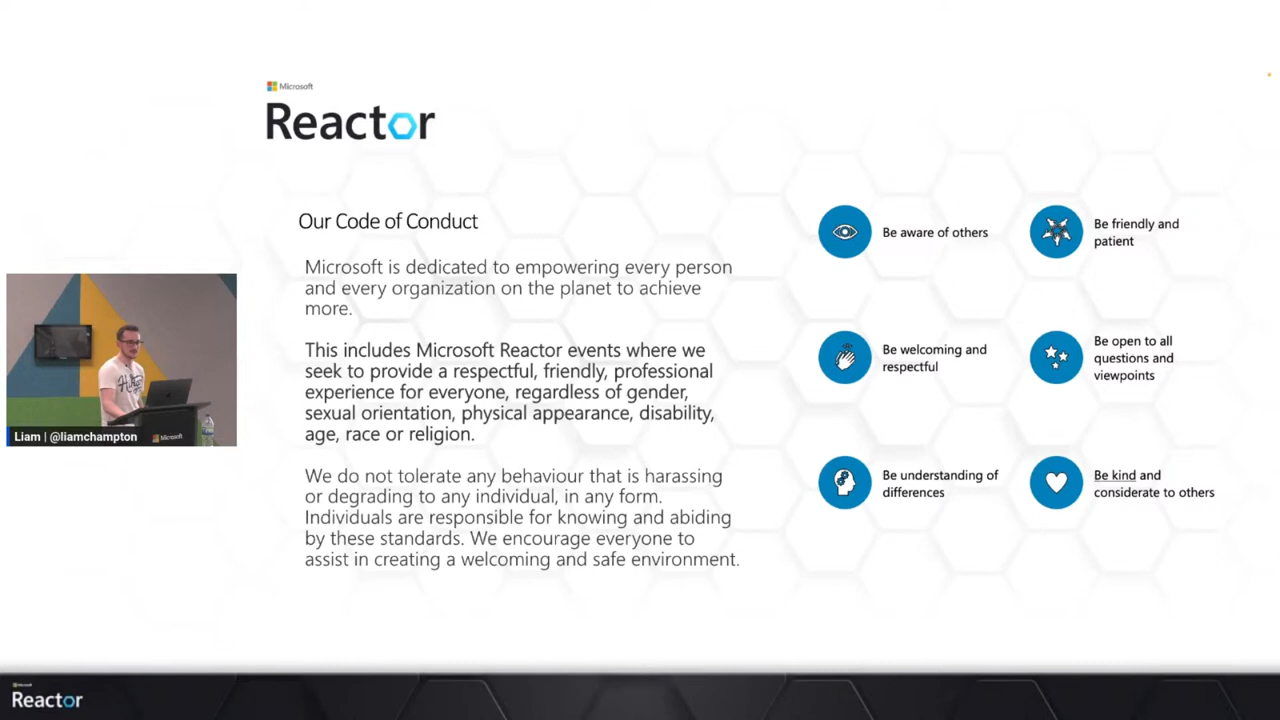 Microsoft
Reactor
Our Code of Conduct
Microsoft is dedicated to empowering every person
and every organization on the planet to achieve
more.
This includes Microsoft Reactor events where we
seek to provide a respectful, friendly, professional
experience for everyone, regardless of gender,
sexual orientation, physical appearance, disability,
age, race or religion.
We do not tolerate any behaviour that is harassing
or degrading to any individual, in any form.
Individuals are responsible for knowing and abiding
by these standards. We encourage everyone to
assist in creating a welcoming and safe environment.
Be aware of others
Be friendly and
patient
Be welcoming and
respectful
Be open to all
questions and
viewpoints
Be understanding of
differences
Be kind and
considerate to others
Microsoft
Liam | @liamchampton
Microsoft
Reactor